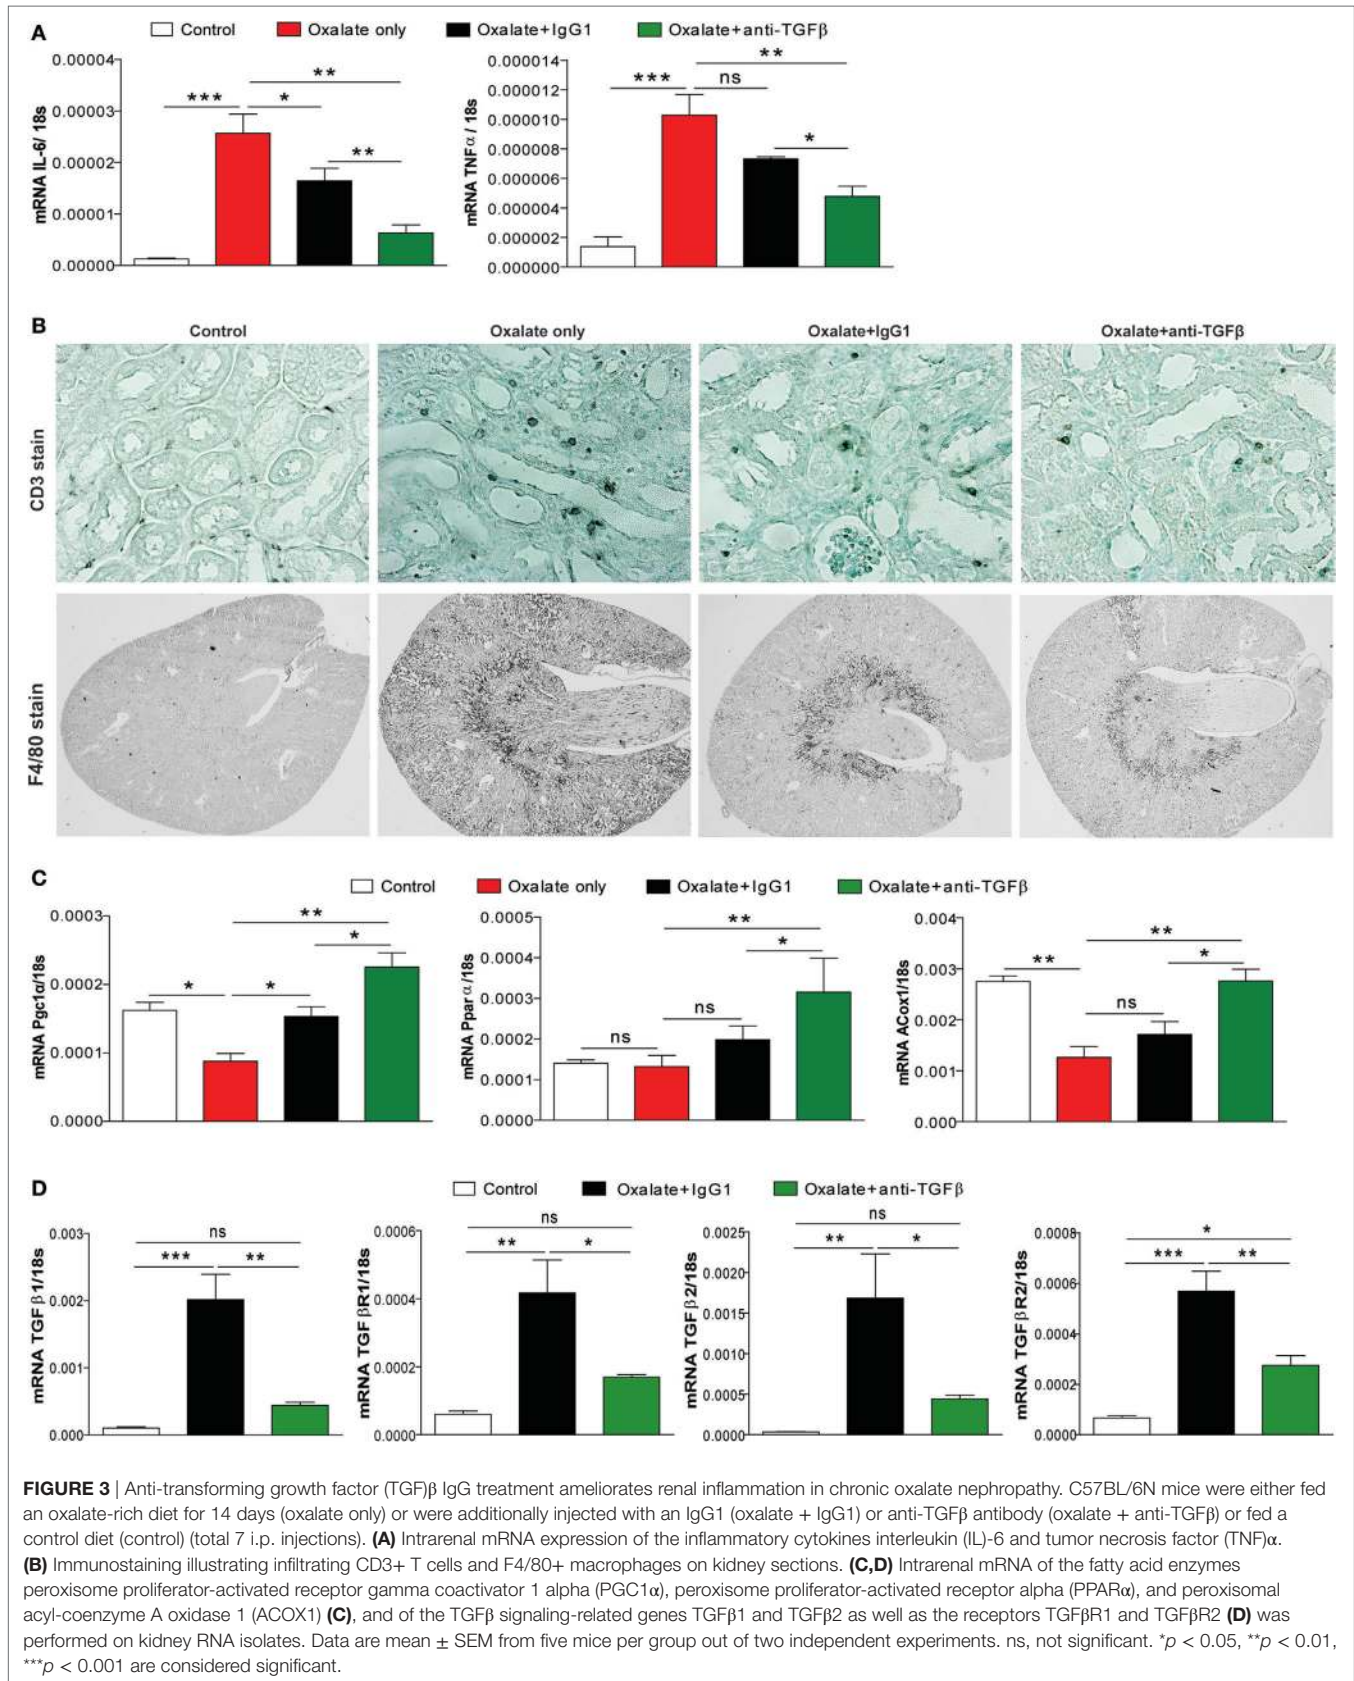 A
Control Oxalate only Oxalate+IgG1 Oxalate+anti-TGFβ
mRNA IL-6/ 18s
0.00004
0.00003
0.00002
0.00001
0.00000
*** * ** **
mRNA TNFα / 18s
0.000014
0.000012
0.000010
0.000008
0.000006
0.000004
0.000002
0.000000
*** ns ** *
B
Control Oxalate only Oxalate+IgG1 Oxalate+anti-TGFβ
CD3 stain
F4/80 stain
C
Control Oxalate only Oxalate+IgG1 Oxalate+anti-TGFβ
mRNA Pgc1α/18s
0.0003
0.0002
0.0001
0.0000
* * ** *
mRNA Pparα/18s
0.0005
0.0004
0.0003
0.0002
0.0001
0.0000
ns ns ** *
mRNA ACox1/18s
0.004
0.003
0.002
0.001
0.000
** ns ** *
D
Control Oxalate+IgG1 Oxalate+anti-TGFβ
mRNA TGFβ1/18s
0.003
0.002
0.001
0.000
ns
*** **
mRNA TGFβR1/18s
0.0006
0.0004
0.0002
0.0000
ns
** *
mRNA TGFβ2/18s
0.0025
0.0020
0.0015
0.0010
0.0005
0.0000
ns
** *
mRNA TGFβR2/18s
0.0008
0.0006
0.0004
0.0002
0.0000
*
*** **
FIGURE 3 | Anti-transforming growth factor (TGF)β IgG treatment ameliorates renal inflammation in chronic oxalate nephropathy. C57BL/6N mice were either fed
an oxalate-rich diet for 14 days (oxalate only) or were additionally injected with an IgG1 (oxalate + IgG1) or anti-TGFβ antibody (oxalate + anti-TGFβ) or fed a
control diet (control) (total 7 i.p. injections). (A) Intrarenal mRNA expression of the inflammatory cytokines interleukin (IL)-6 and tumor necrosis factor (TNF)α.
(B) Immunostaining illustrating infiltrating CD3+ T cells and F4/80+ macrophages on kidney sections. (C,D) Intrarenal mRNA of the fatty acid enzymes
peroxisome proliferator-activated receptor gamma coactivator 1 alpha (PGC1α), peroxisome proliferator-activated receptor alpha (PPARα), and peroxisomal
acyl-coenzyme A oxidase 1 (ACOX1) (C), and of the TGFβ signaling-related genes TGFβ1 and TGFβ2 as well as the receptors TGFβR1 and TGFβR2 (D) was
performed on kidney RNA isolates. Data are mean ± SEM from five mice per group out of two independent experiments. ns, not significant. *p < 0.05, **p < 0.01,
***p < 0.001 are considered significant.